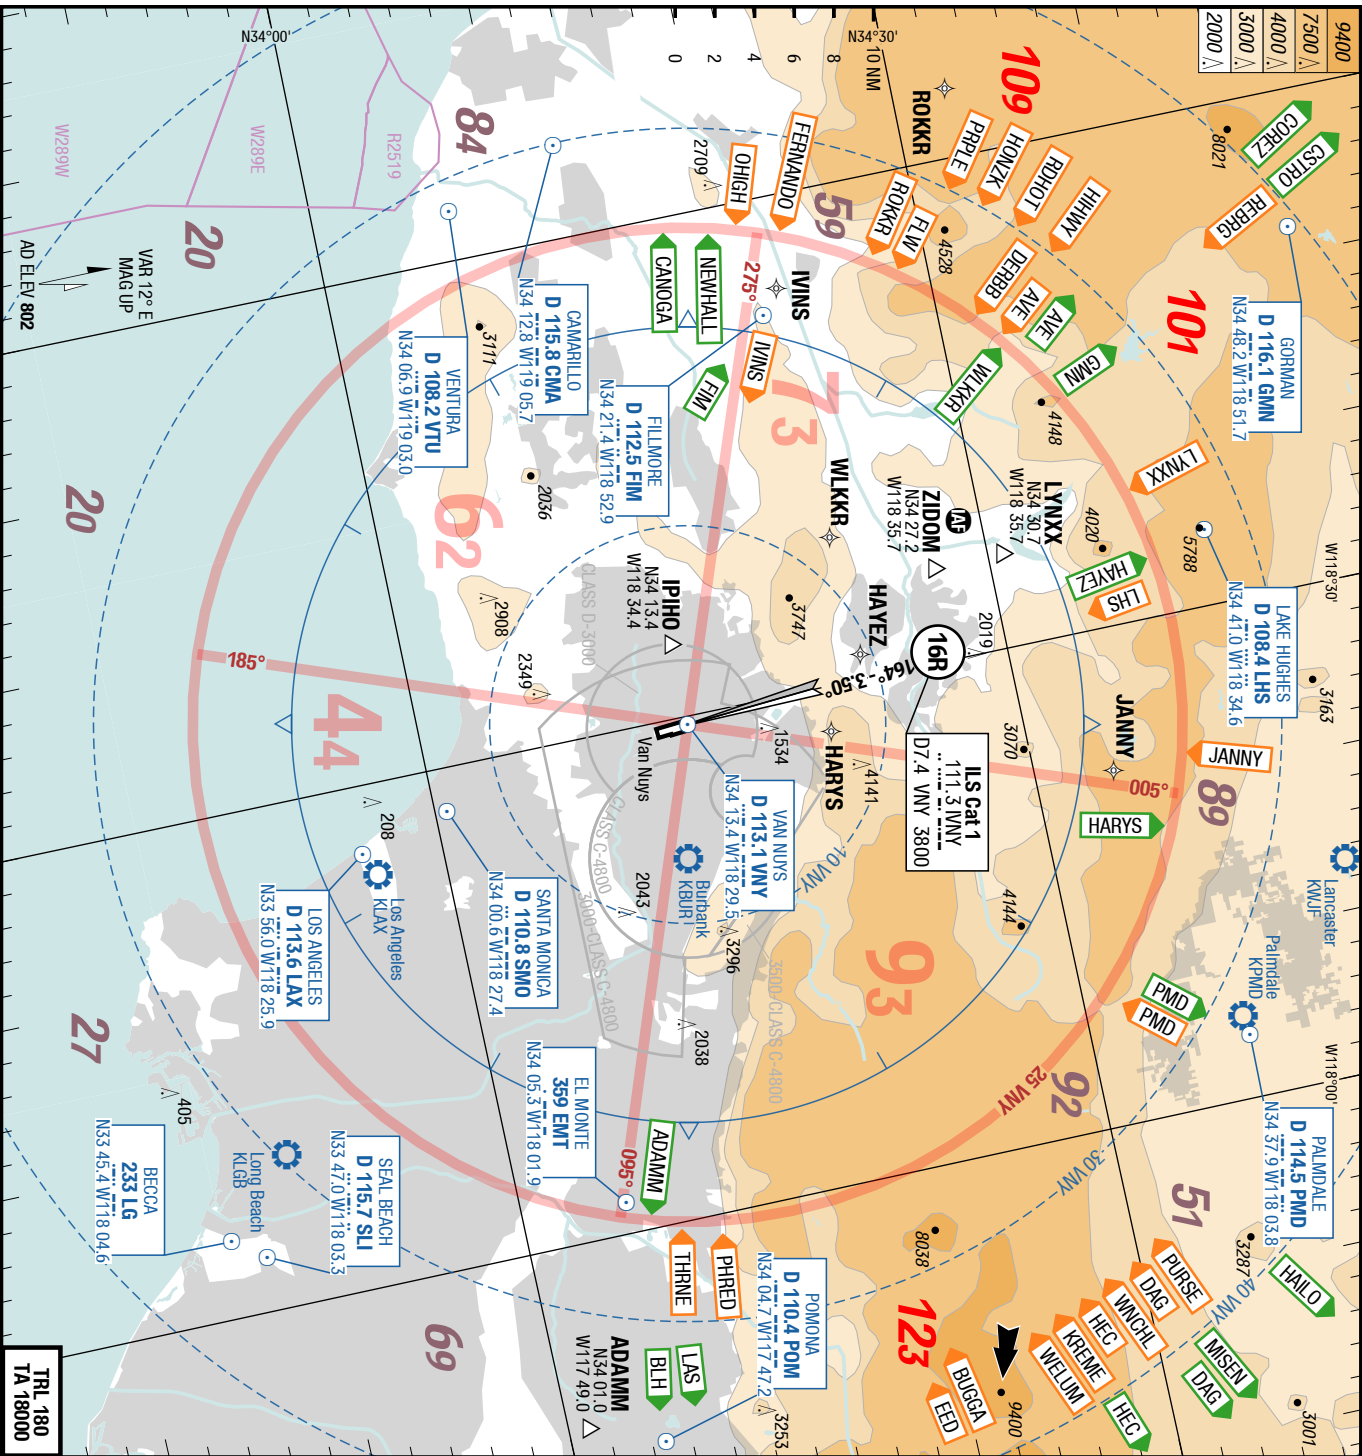 9400
7500
4000
3000
2000
N34°00'
N34°30'
W118°30'
W118°00'
0
2
4
6
8
10 NM
W289W
W289E
R2519
84
20
20
27
69
62
44
73
59
109
101
93
89
92
51
123
VAR 12° E
MAG UP
AD ELEV 802
TRL 180
TA 18000
COREZ
CSTRO
REBRG
HIHWY
RDHOT
HONZK
PRPLE
ROKKR
ROKKR
FLW
DERBB
AVE
AVE
GMN
WLKKR
FERNANDO
OHIGH
CANOGA
NEWHALL
FIM
IVINS
IVINS
LYNXX
HAYEZ
LHS
JANNY
HARYS
PMD
PMD
HAILO
PURSE
DAG
WNCHL
HEC
KREME
WELUM
MISEN
DAG
HEC
BUGGA
EED
ADAMM
THRNE
PHRED
LAS
BLH
GORMAN
D 116.1 GMN
N34 48.2 W118 51.7
LAKE HUGHES
D 108.4 LHS
N34 41.0 W118 34.6
PALMDALE
D 114.5 PMD
N34 37.9 W118 03.8
CAMARILLO
D 115.8 CMA
N34 12.8 W119 05.7
VENTURA
D 108.2 VTU
N34 06.9 W119 03.0
FILLMORE
D 112.5 FIM
N34 21.4 W118 52.9
VAN NUYS
D 113.1 VNY
N34 13.4 W118 29.5
SANTA MONICA
D 110.8 SMO
N34 00.6 W118 27.4
LOS ANGELES
D 113.6 LAX
N33 56.0 W118 25.9
EL MONTE
359 EMT
N34 05.3 W118 01.9
SEAL BEACH
D 115.7 SLI
N33 47.0 W118 03.3
BECCA
233 LG
N33 45.4 W118 04.6
POMONA
D 110.4 POM
N34 04.7 W117 47.2
ILS Cat 1
111.3 IVNY
D7.4 VNY 3800
16R
164°-3.50°
IAF
ZIDOM
N34 27.2
W118 35.7
LYNXX
N34 30.7
W118 35.7
WLKKR
HAYEZ
HARYS
JANNY
IPIHO
N34 13.4
W118 34.4
ADAMM
N34 01.0
W117 49.0
Van Nuys
Burbank
KBUR
Los Angeles
KLAX
Long Beach
KLGB
Lancaster
KWJF
Palmdale
KPMD
CLASS D-3000
CLASS C-4800
3000-CLASS C-4800
3500-CLASS C-4800
275°
185°
095°
005°
10 VNY
25 VNY
30 VNY
40 VNY
8021
4528
2709
3111
2036
2908
2349
3747
4148
4020
5788
3163
2019
3070
1534
4141
4144
3296
2043
2038
208
405
8038
9400
3287
3001
3253